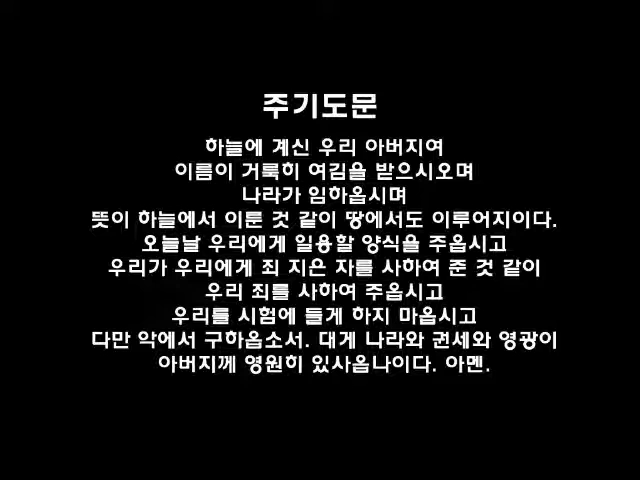 주기도문
하늘에 계신 우리 아버지여
이름이 거룩히 여김을 받으시오며
나라가 임하옵시며
뜻이 하늘에서 이룬 것 같이 땅에서도 이루어지이다.
오늘날 우리에게 일용할 양식을 주옵시고
우리가 우리에게 죄 지은 자를 사하여 준 것 같이
우리 죄를 사하여 주옵시고
우리를 시험에 들게 하지 마옵시고
다만 악에서 구하옵소서. 대게 나라와 권세와 영광이
아버지께 영원히 있사옵나이다. 아멘.